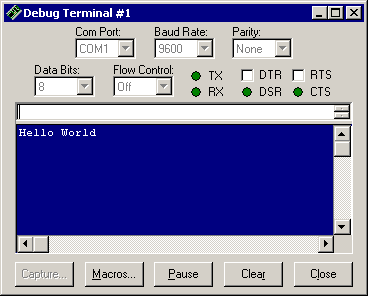 Debug Terminal #1
Com Port: Baud Rate: Parity:
COM1 9600 None
Data Bits: Flow Control: TX DTR RTS
8 Off RX DSR CTS
Hello World
Capture... Macros... Pause Clear Close